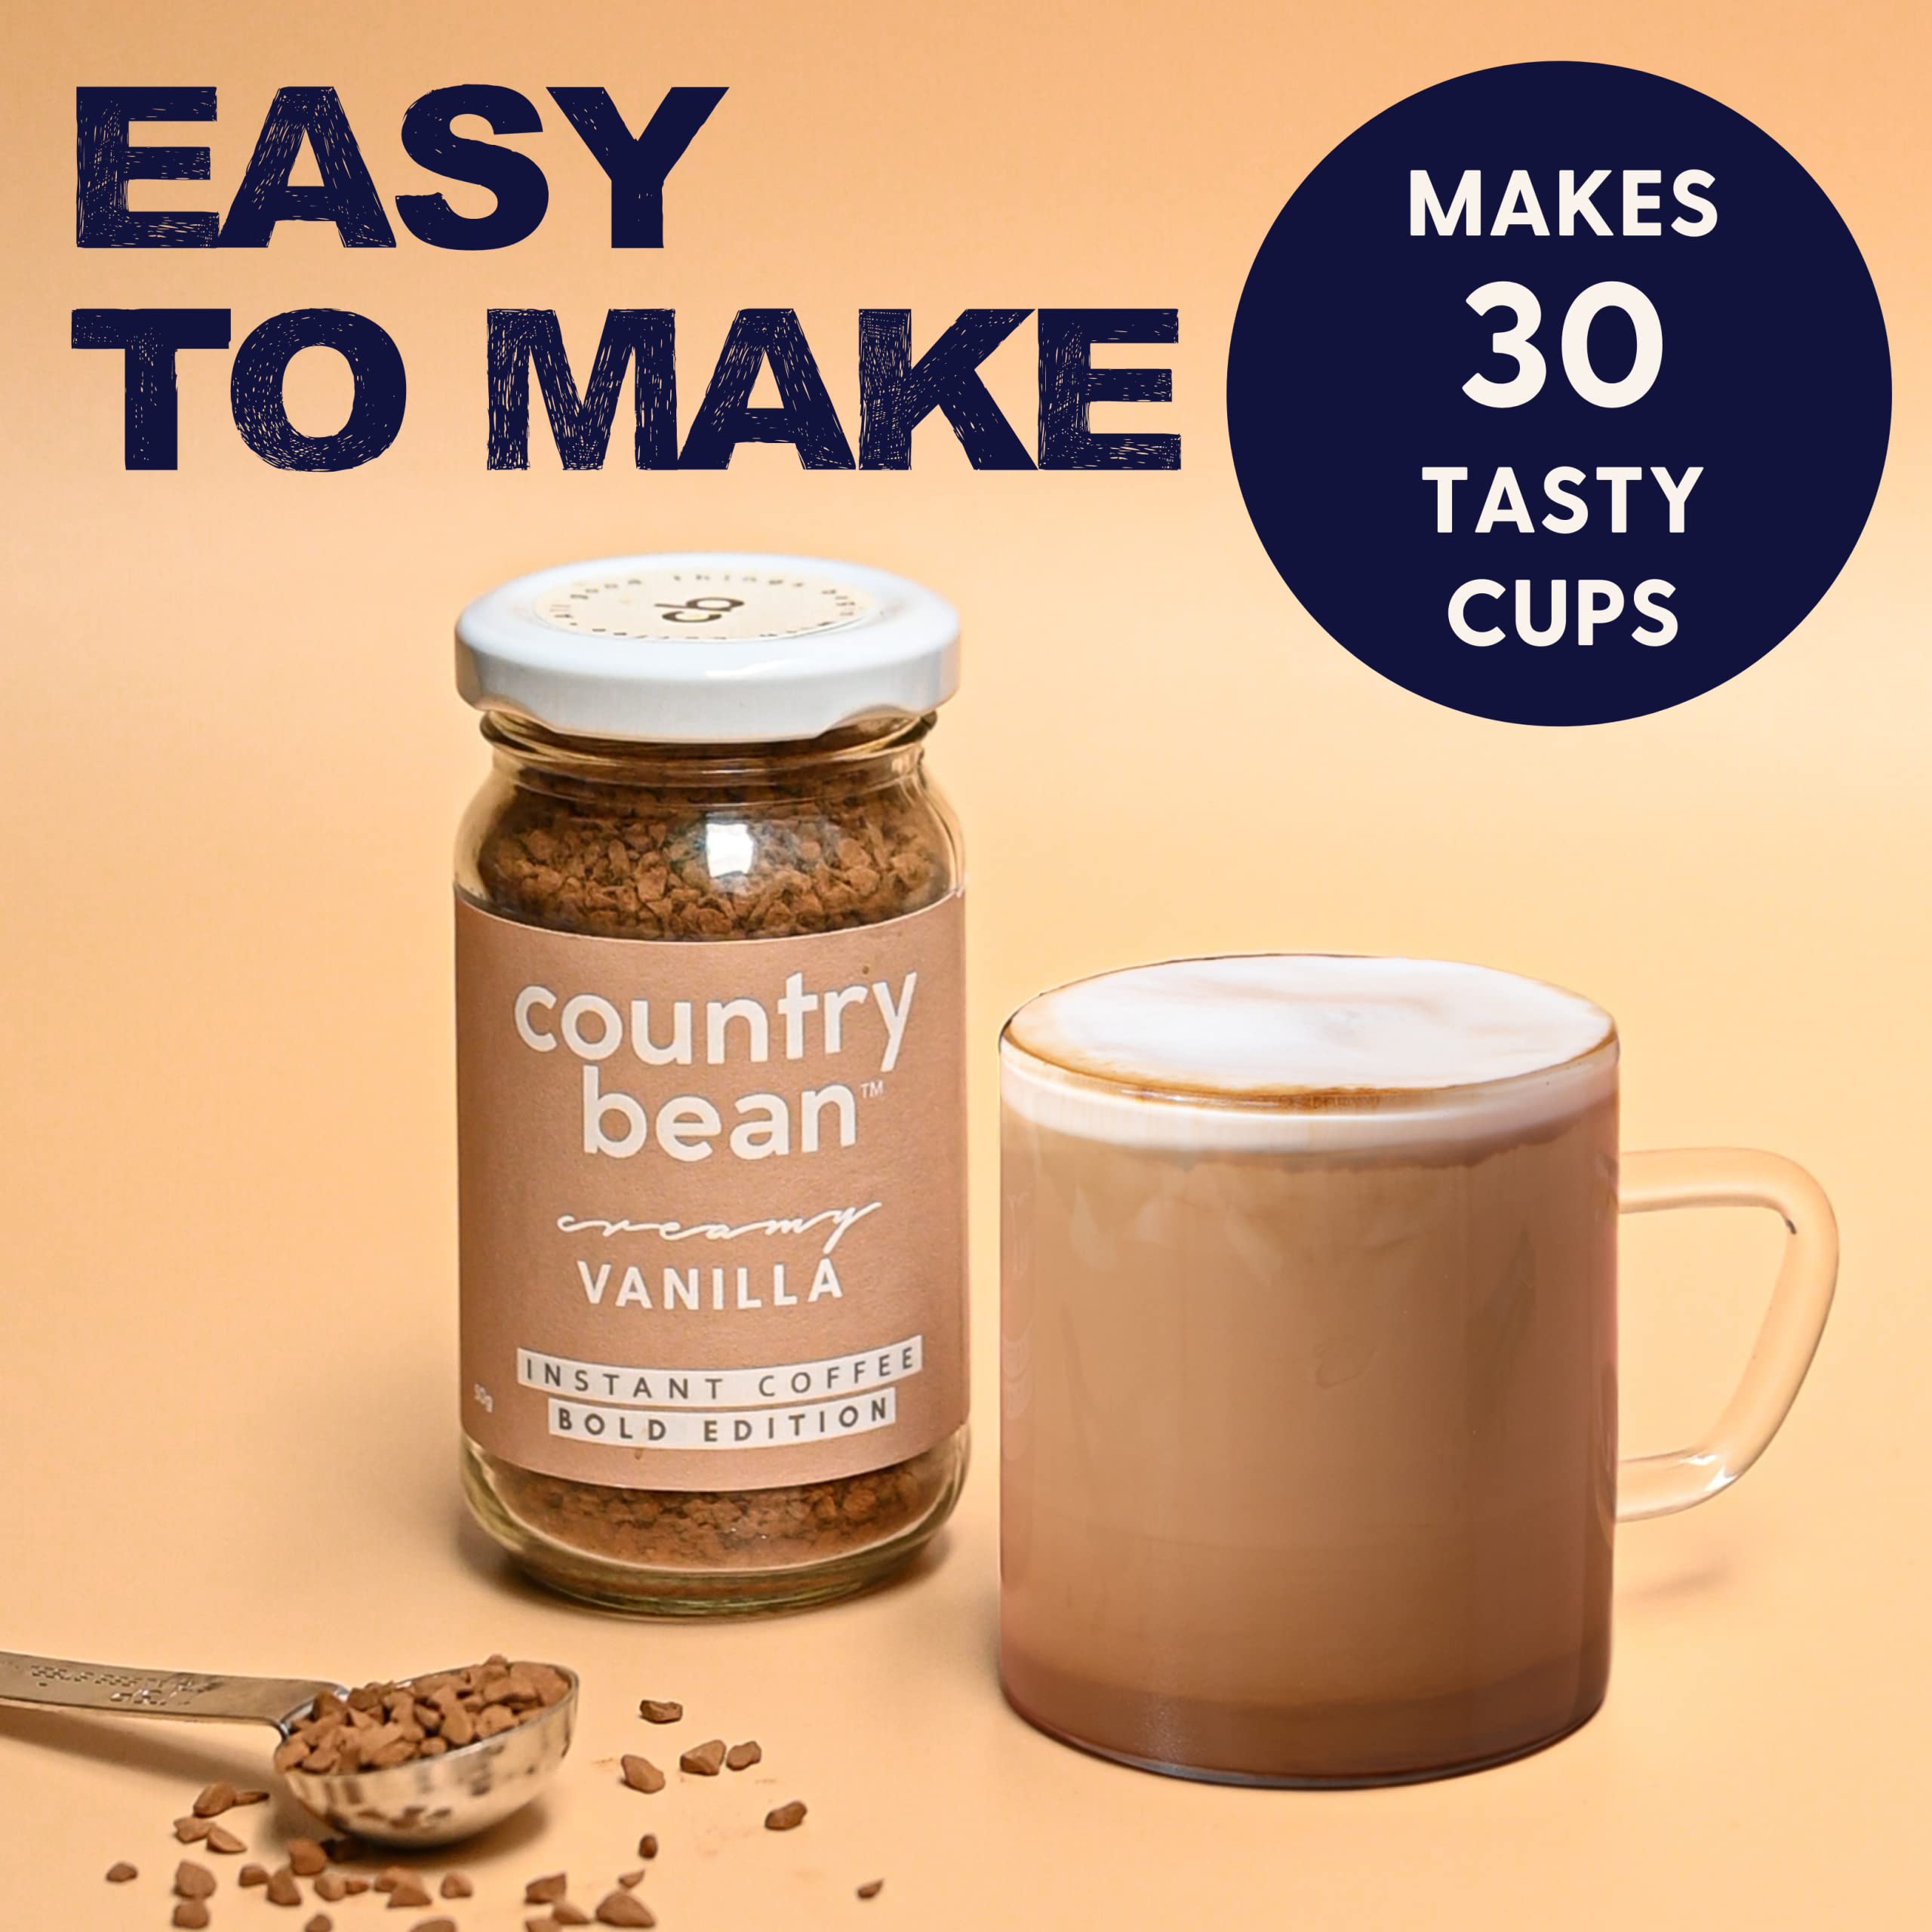 EASY
TO MAKE
MAKES
30
TASTY
CUPS
cb
country
bean™
creamy
VANILLA
INSTANT COFFEE
BOLD EDITION